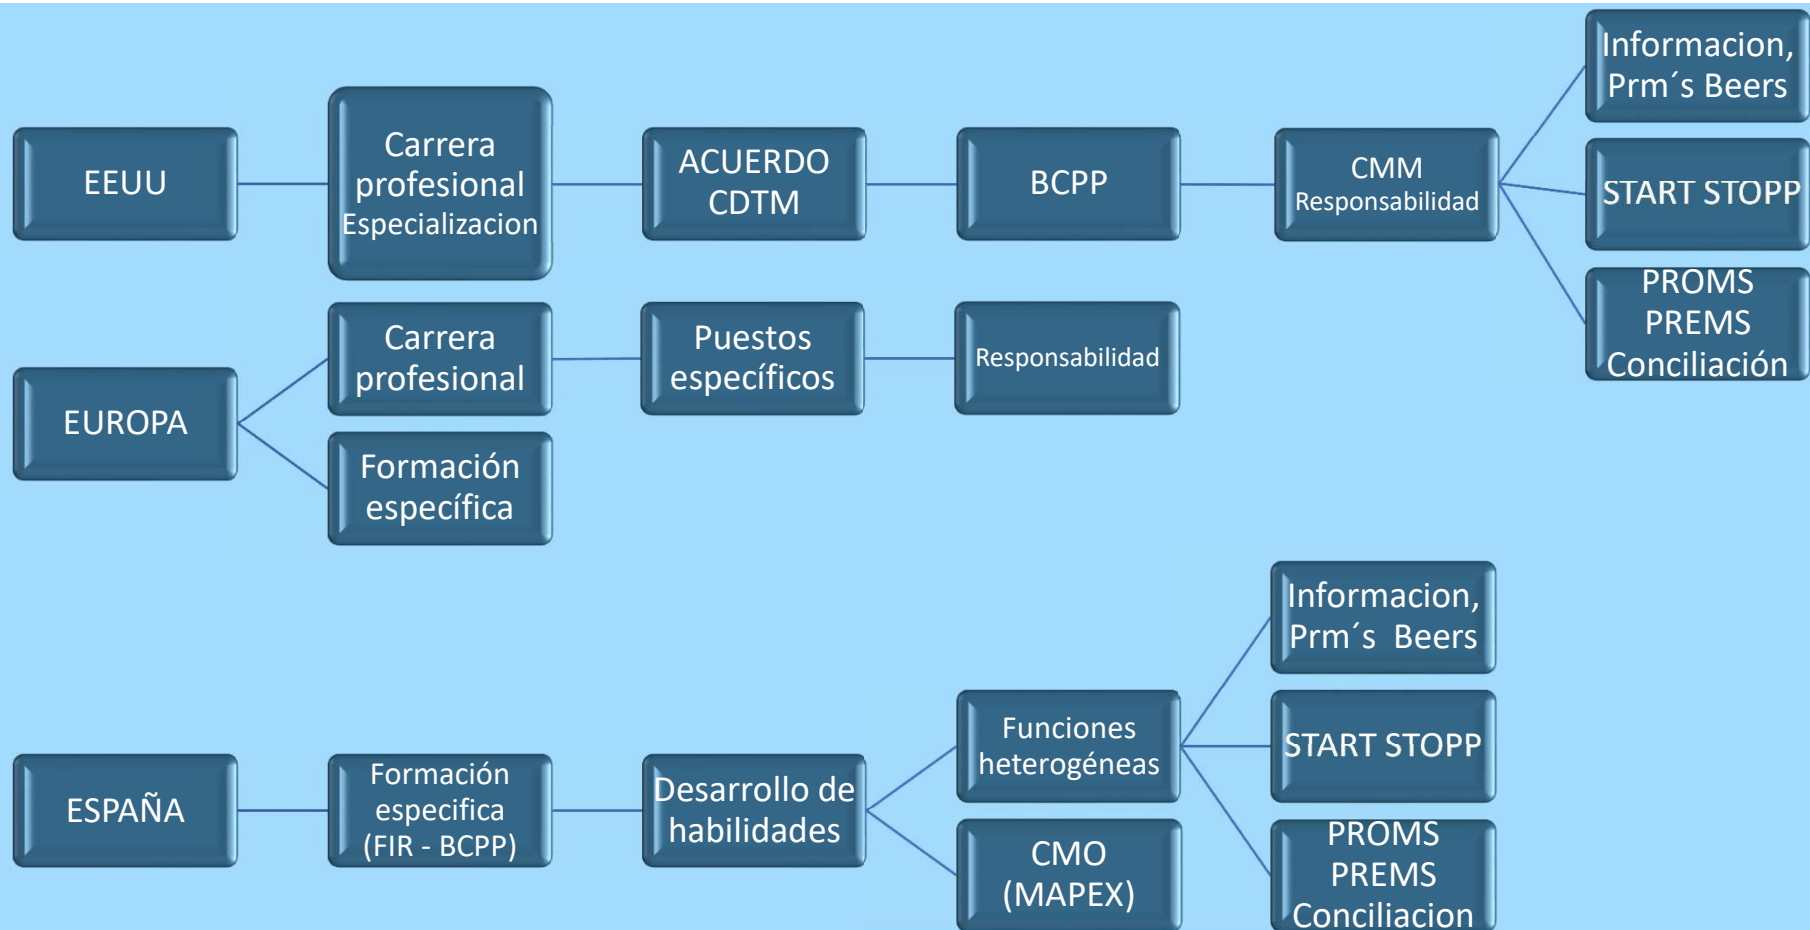 EEUU
Carrera
profesional
Especializacion
ACUERDO
CDTM
BCPP
CMM
Responsabilidad
Informacion,
Prm´s Beers
START STOPP
PROMS
PREMS
Conciliación
EUROPA
Carrera
profesional
Puestos
específicos
Responsabilidad
Formación
específica
ESPAÑA
Formación
especifica
(FIR - BCPP)
Desarrollo de
habilidades
Funciones
heterogéneas
CMO
(MAPEX)
Informacion,
Prm´s Beers
START STOPP
PROMS
PREMS
Conciliacion